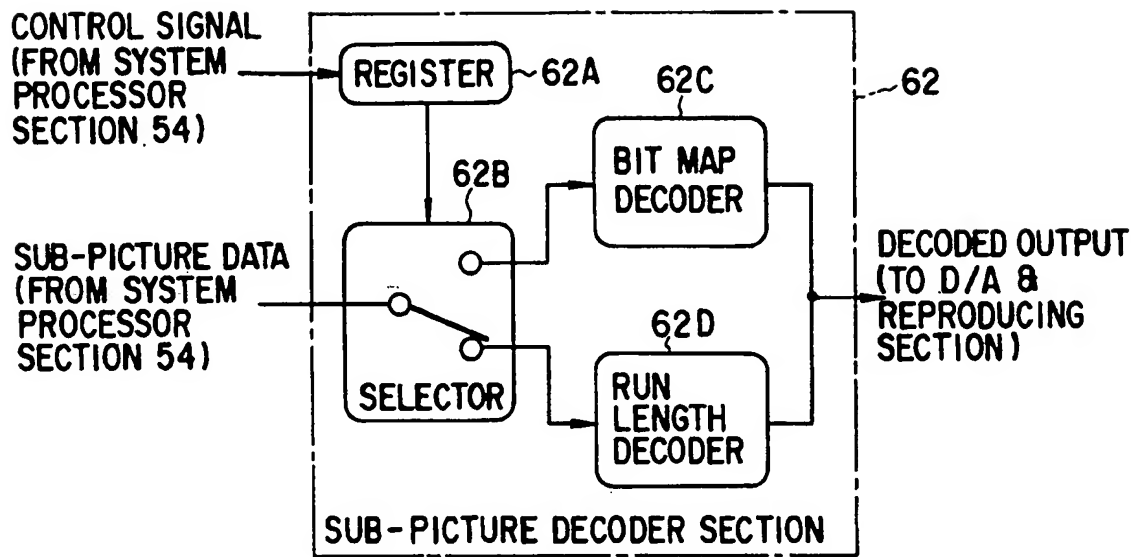 CONTROL SIGNAL
(FROM SYSTEM
PROCESSOR
SECTION 54)
REGISTER
62A
62C
62
BIT MAP
DECODER
62B
SUB-PICTURE DATA
(FROM SYSTEM
PROCESSOR
SECTION 54)
SELECTOR
DECODED OUTPUT
(TO D/A &
REPRODUCING
SECTION)
62D
RUN
LENGTH
DECODER
SUB-PICTURE DECODER SECTION